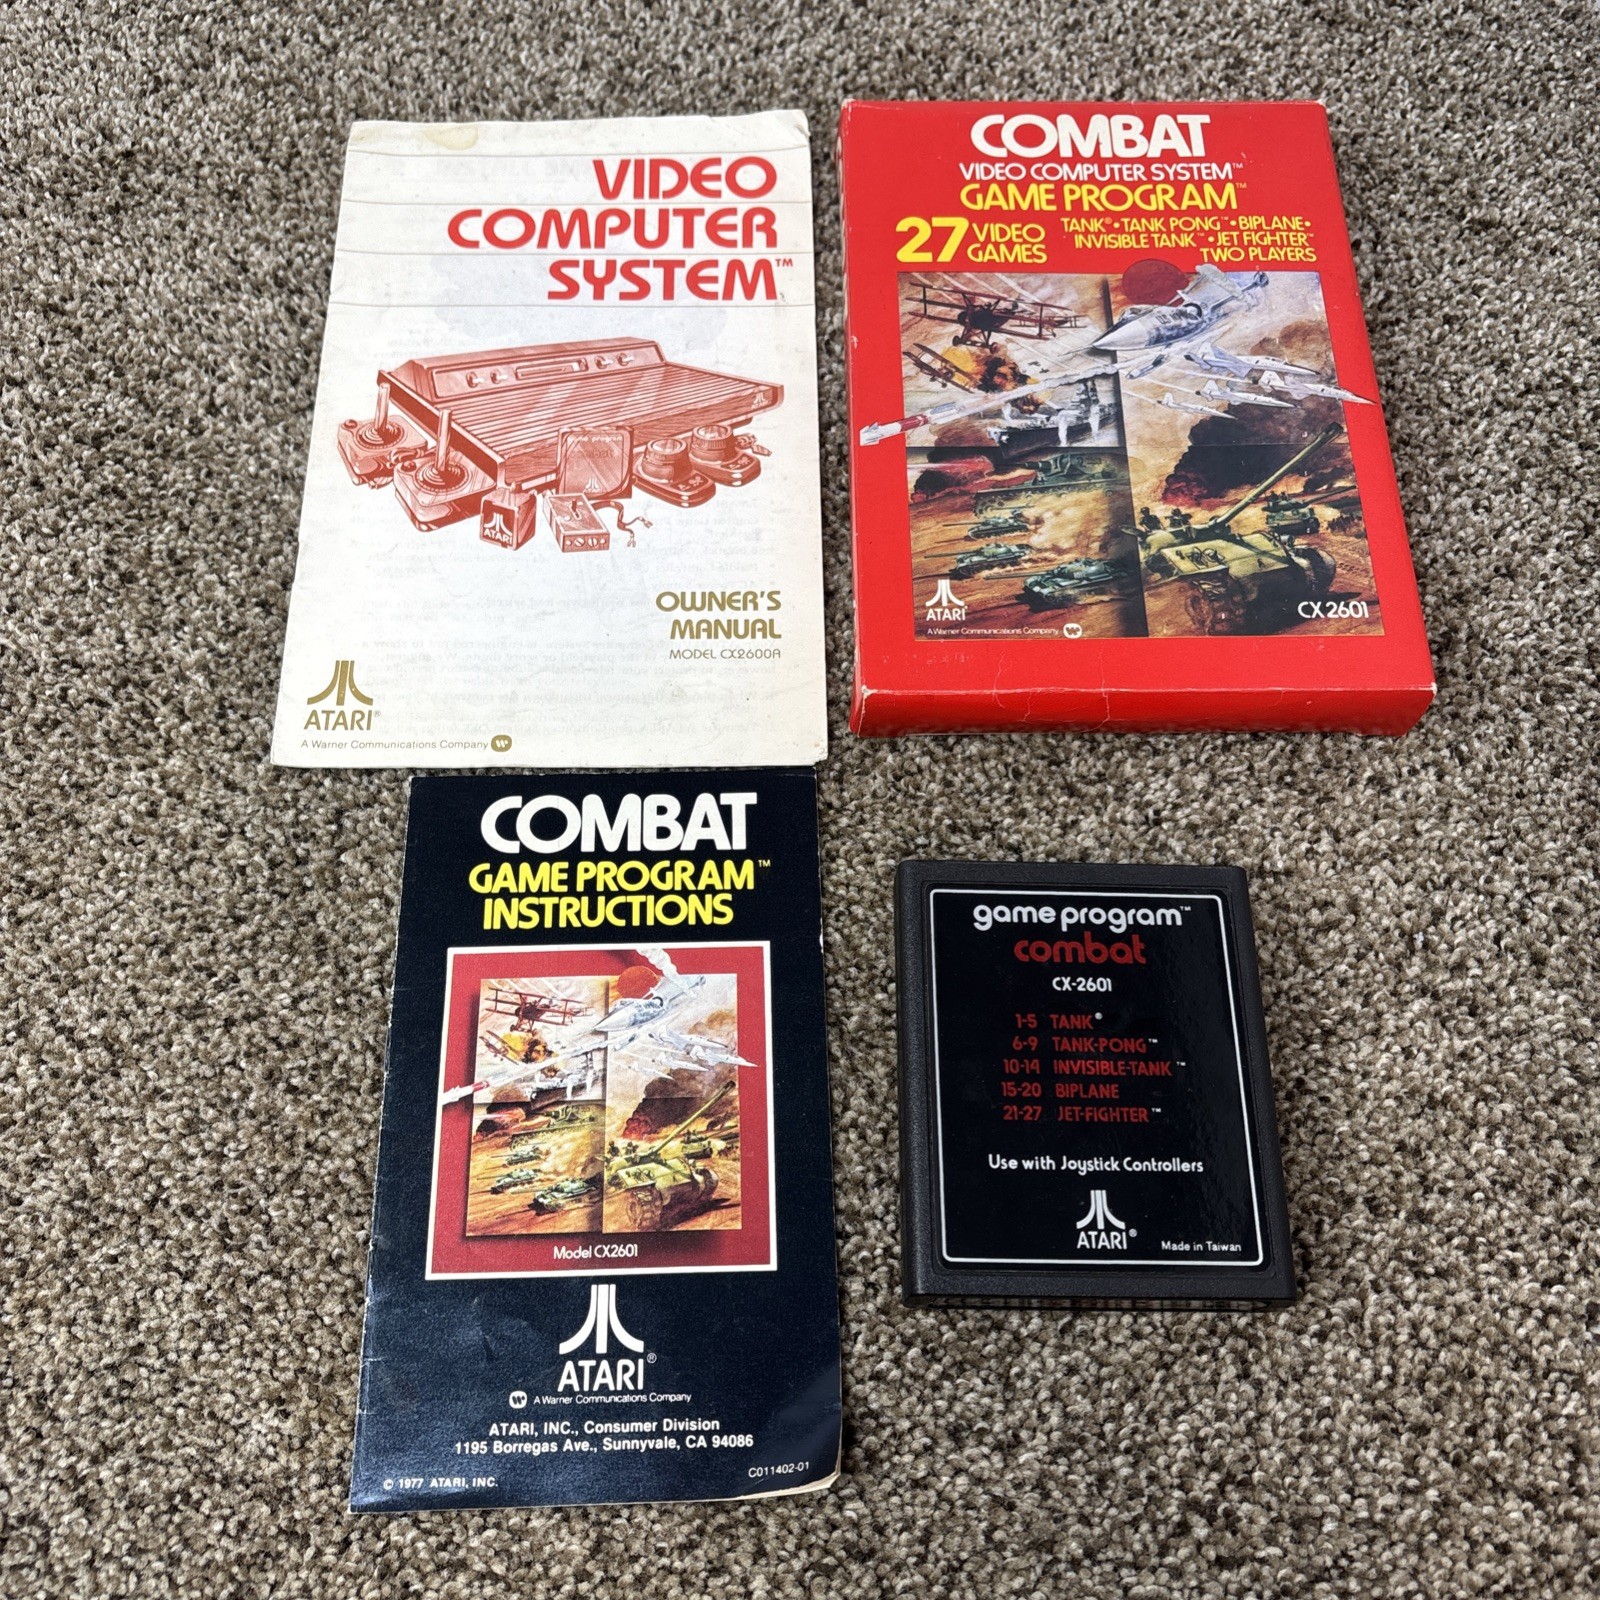 VIDEO
COMPUTER
SYSTEM™
game program
combat
ATARI
OWNER'S
MANUAL
MODEL CX2600A
ATARI®
A Warner Communications Company
COMBAT
VIDEO COMPUTER SYSTEM™
GAME PROGRAM™
27 VIDEO GAMES
TANK® • TANK PONG™ • BIPLANE •
INVISIBLE TANK™ • JET FIGHTER™
TWO PLAYERS
ATARI®
A Warner Communications Company
CX2601
COMBAT
GAME PROGRAM™
INSTRUCTIONS
Model CX2601
ATARI®
A Warner Communications Company
ATARI, INC., Consumer Division
1195 Borregas Ave., Sunnyvale, CA 94086
© 1977 ATARI, INC.
C011402-01
game program™
combat
CX-2601
1-5 TANK®
6-9 TANK-PONG™
10-14 INVISIBLE-TANK™
15-20 BIPLANE
21-27 JET-FIGHTER™
Use with Joystick Controllers
ATARI®
Made in Taiwan